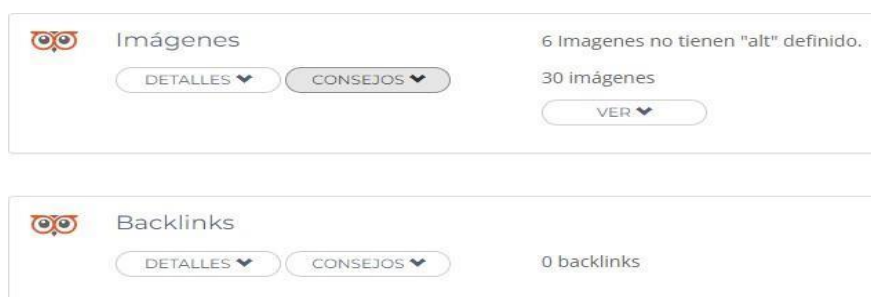 Imágenes
6 Imagenes no tienen "alt" definido.
DETALLES
CONSEJOS
30 imágenes
VER
Backlinks
DETALLES
CONSEJOS
0 backlinks